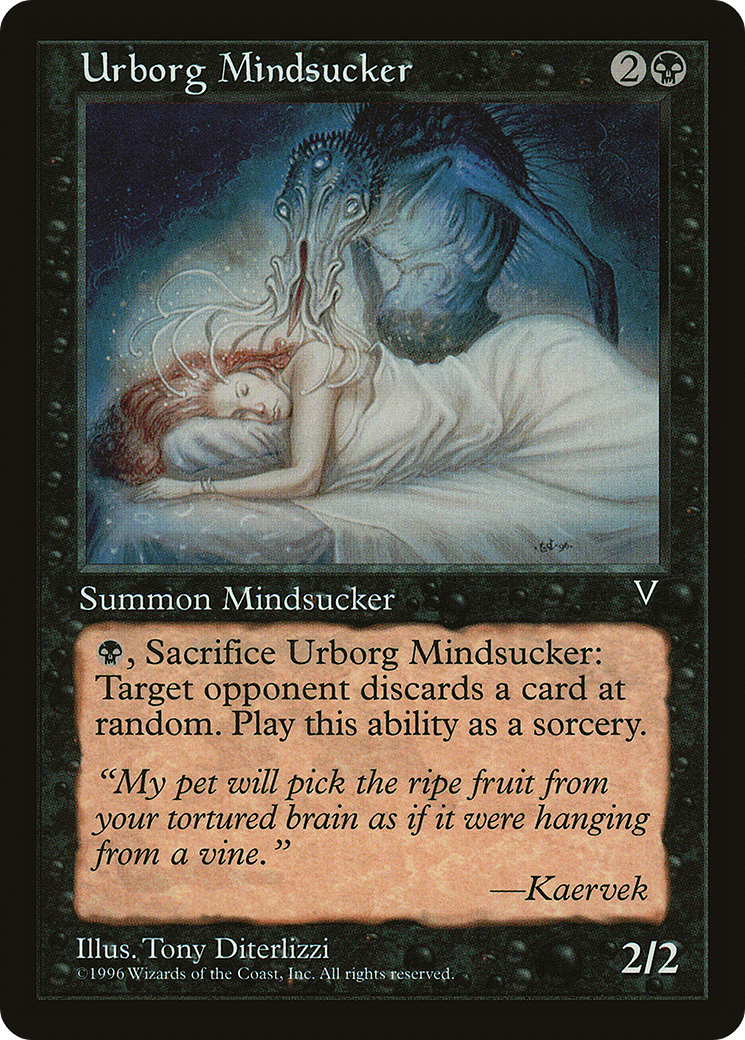 Urborg Mindsucker 2
Summon Mindsucker V
, Sacrifice Urborg Mindsucker:
Target opponent discards a card at
random. Play this ability as a sorcery.
“My pet will pick the ripe fruit from
your tortured brain as if it were hanging
from a vine.”
—Kaervek
Illus. Tony Diterlizzi
©1996 Wizards of the Coast, Inc. All rights reserved.
2/2